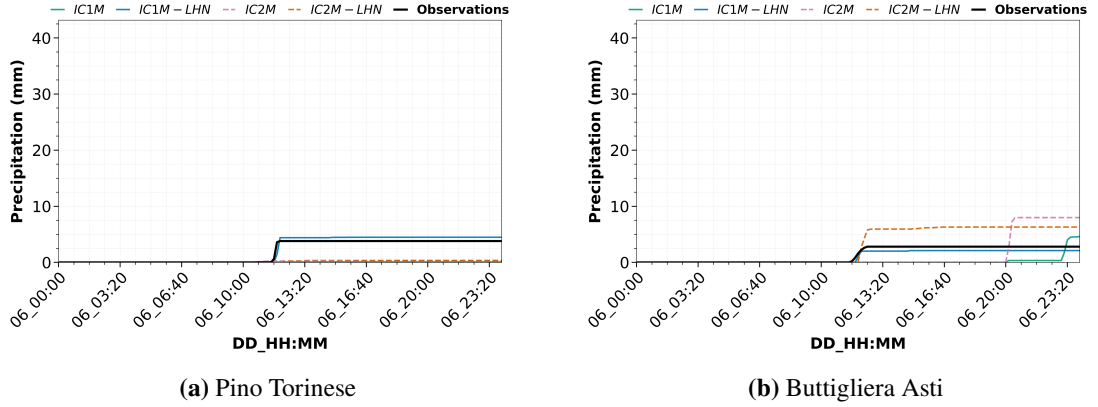 IC1M IC1M − LHN IC2M IC2M − LHN Observations
40
30
20
10
0
Precipitation (mm)
06_00:00 06_03:20 06_06:40 06_10:00 06_13:20 06_16:40 06_20:00 06_23:20
DD_HH:MM
(a) Pino Torinese
IC1M IC1M − LHN IC2M IC2M − LHN Observations
40
30
20
10
0
Precipitation (mm)
06_00:00 06_03:20 06_06:40 06_10:00 06_13:20 06_16:40 06_20:00 06_23:20
DD_HH:MM
(b) Buttigliera Asti